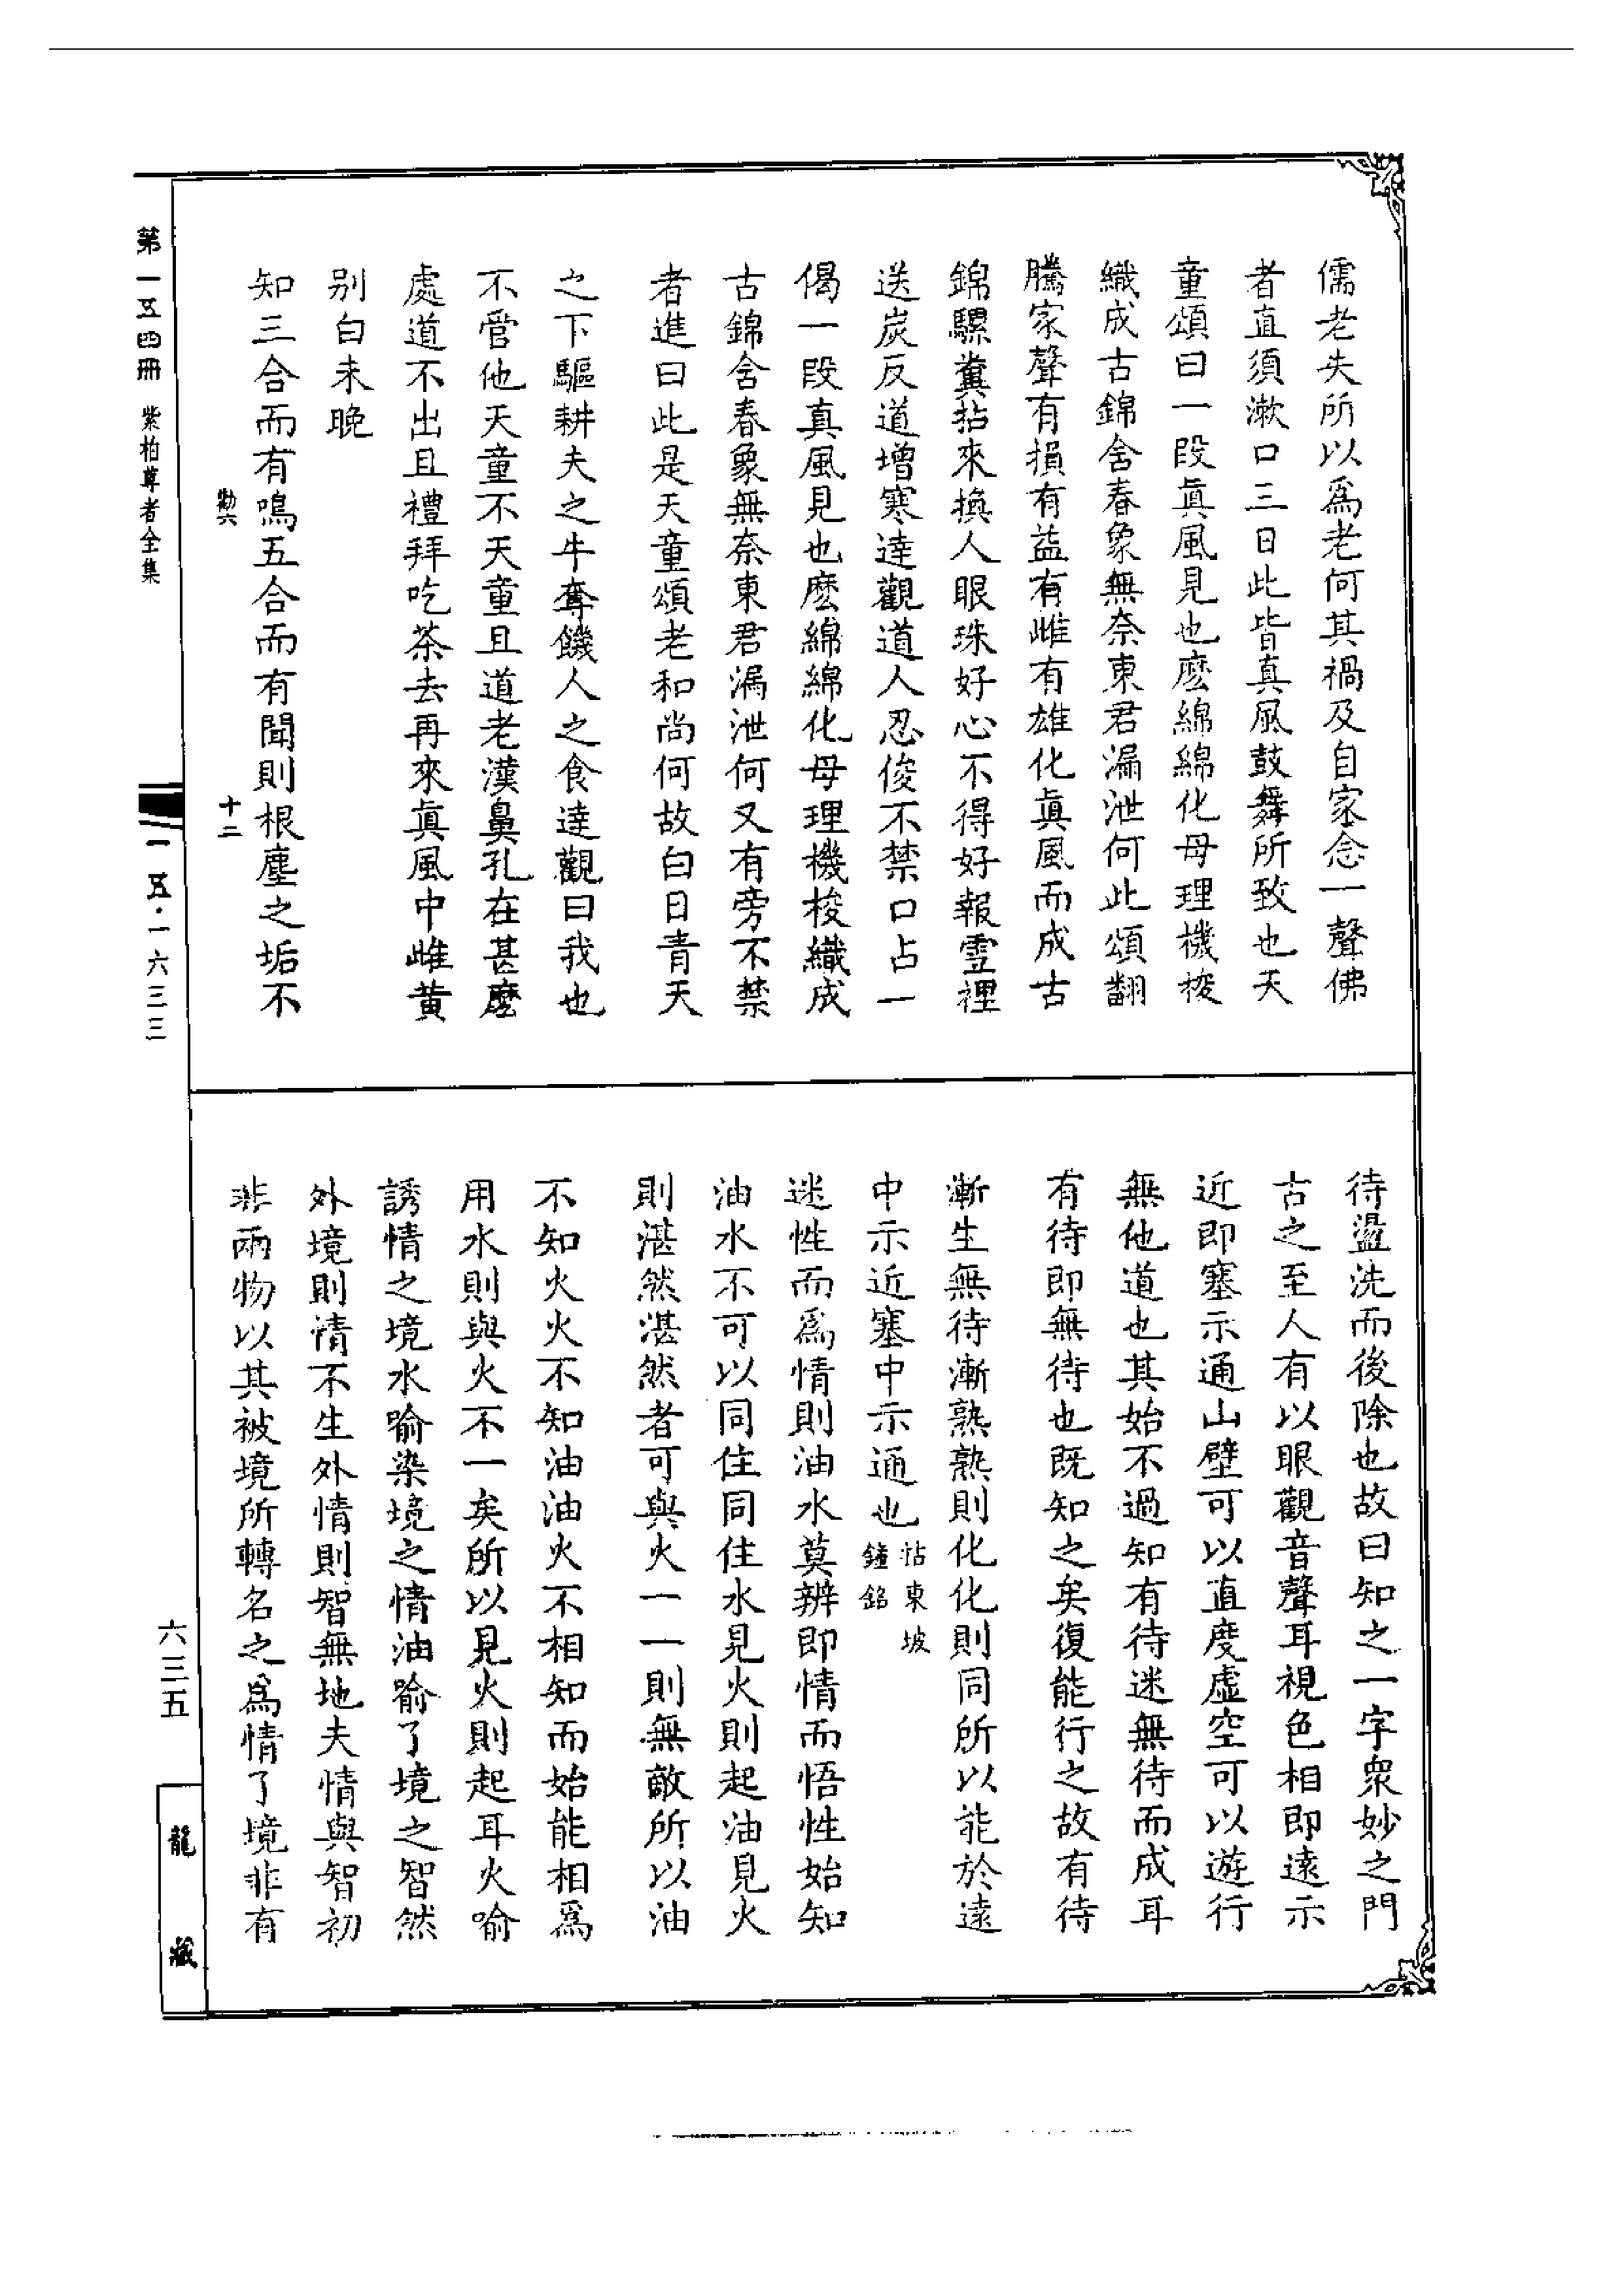 儒老失所以爲老何其禍及自家念一聲佛
者直須漱口三日此皆真風鼓舞所致也天
童頌曰一段眞風見也麽綿綿化母理機梭
織成古錦含春象無奈東君漏泄何此頌翻
騰家聲有損有益有雌有雄化眞風而成古
錦騾糞拈來換人眼珠好心不得好報雪裡
送炭反道增寒達觀道人忍俊不禁口占一
偈一段真風見也麽綿綿化母理機梭織成
古錦含春象無奈東君漏泄何又有旁不禁
者進曰此是天童頌老和尚何故白日青天
之下驅耕夫之牛奪饑人之食達觀曰我也
不管他天童不天童且道老漢鼻孔在甚麽
處道不出且禮拜吃茶去再來眞風中雌黃
别白未晚
知三合而有鳴五合而有聞則根塵之垢不
勤六 十二
待盪洗而後除也故曰知之一字衆妙之門
古之至人有以眼觀音聲耳視色相即遠示
近即塞示通山壁可以直度虛空可以遊行
無他道也其始不過知有待迷無待而成耳
有待即無待也既知之矣復能行之故有待
漸生無待漸熟熟則化化則同所以能於遠
中示近塞中示通也拈東坡鐘銘
迷性而爲情則油水莫辨即情而悟性始知
油水不可以同住同住水見火則起油見火
則湛然湛然者可與火一一則無敵所以油
不知火火不知油油火不相知而始能相爲
用水則與火不一矣所以見火則起耳火喻
誘情之境水喻染境之情油喻了境之智然
外境則情不生外情則智無地夫情與智初
非兩物以其被境所轉名之爲情了境非有
第一五四冊 紫柏尊者全集
一五·一六三三
六三五
龍藏